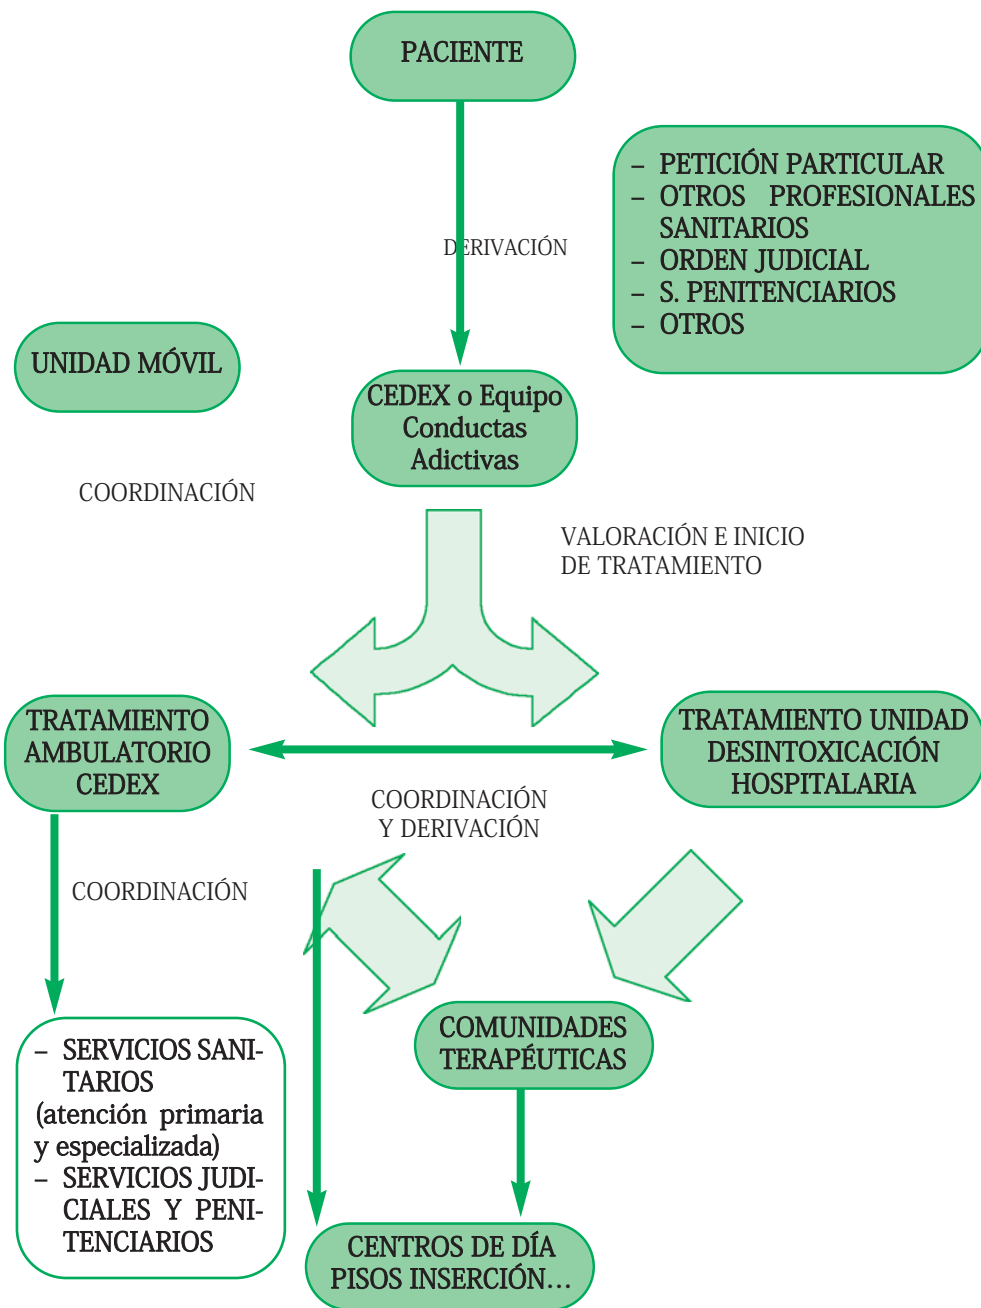 PACIENTE
– PETICIÓN PARTICULAR
– OTROS PROFESIONALES
SANITARIOS
– ORDEN JUDICIAL
– S. PENITENCIARIOS
– OTROS
DERIVACIÓN
UNIDAD MÓVIL
CEDEX o Equipo
Conductas
Adictivas
COORDINACIÓN
VALORACIÓN E INICIO
DE TRATAMIENTO
TRATAMIENTO
AMBULATORIO
CEDEX
TRATAMIENTO UNIDAD
DESINTOXICACIÓN
HOSPITALARIA
COORDINACIÓN
Y DERIVACIÓN
COORDINACIÓN
– SERVICIOS SANI-
TARIOS
(atención primaria
y especializada)
– SERVICIOS JUDI-
CIALES Y PENI-
TENCIARIOS
COMUNIDADES
TERAPÉUTICAS
CENTROS DE DÍA
PISOS INSERCIÓN...